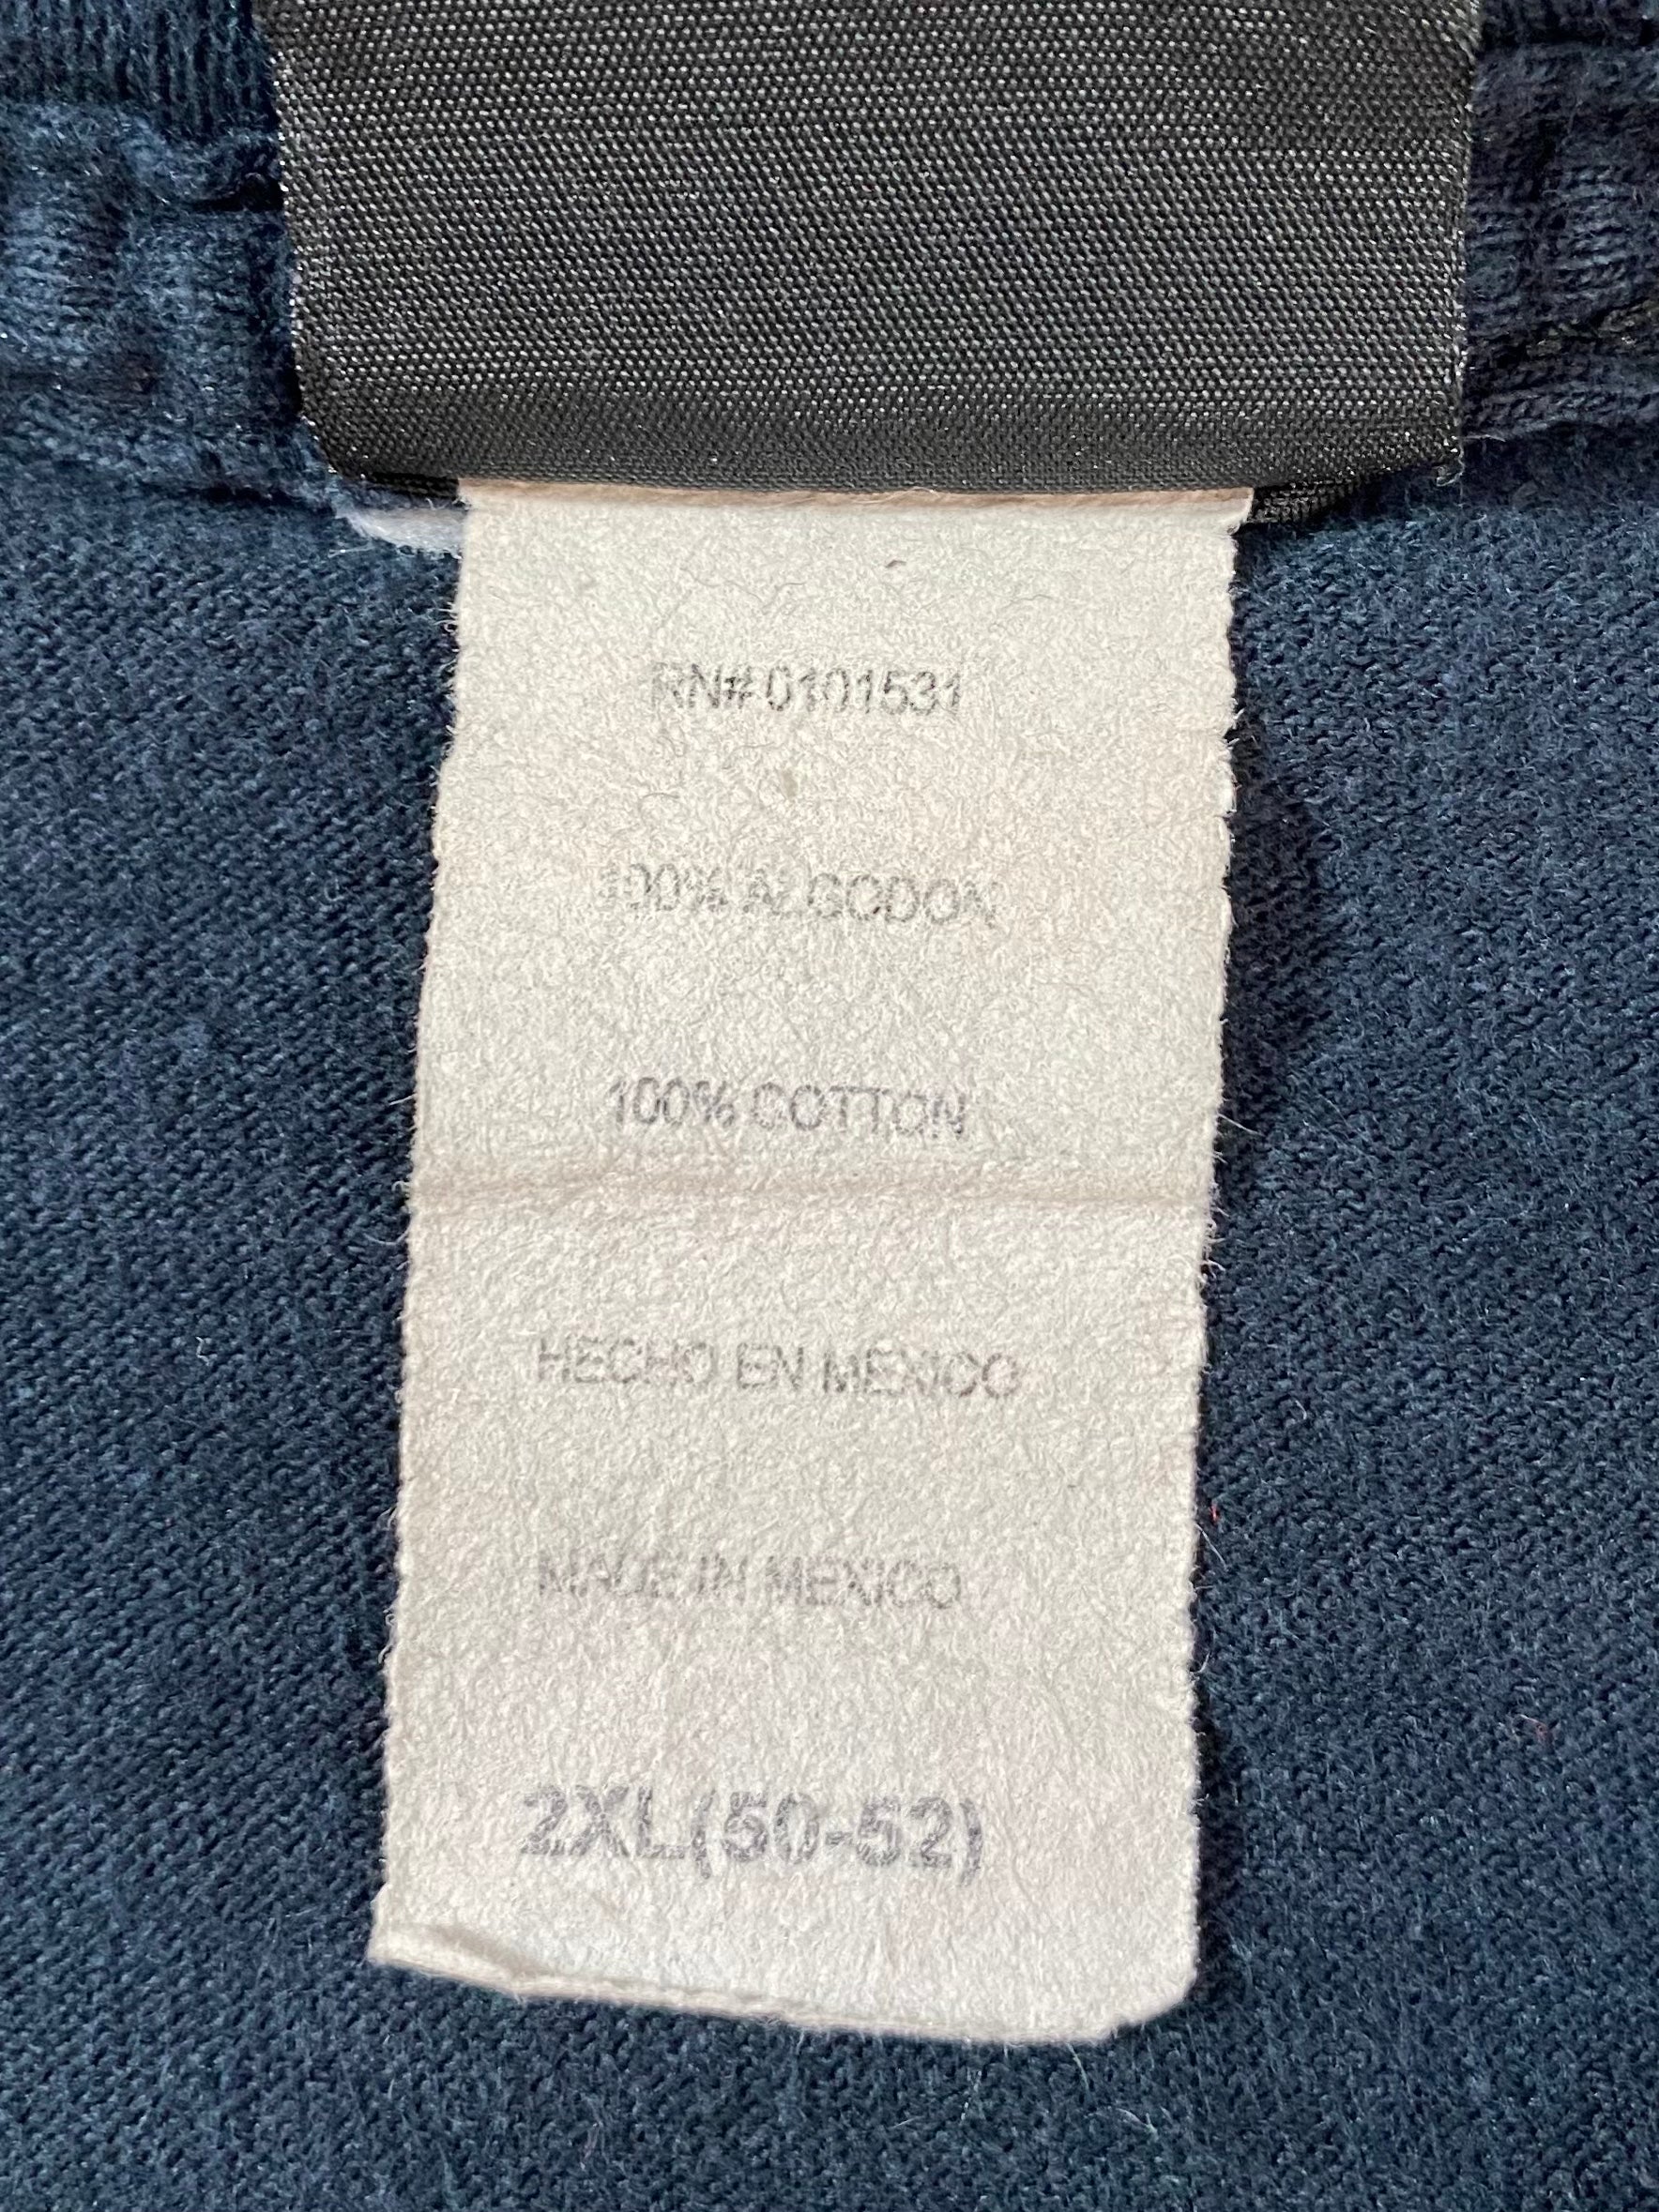 RN# 0101531
100% ALGODON
100% COTTON
HECHO EN MEXICO
MADE IN MEXICO
2XL(50-52)